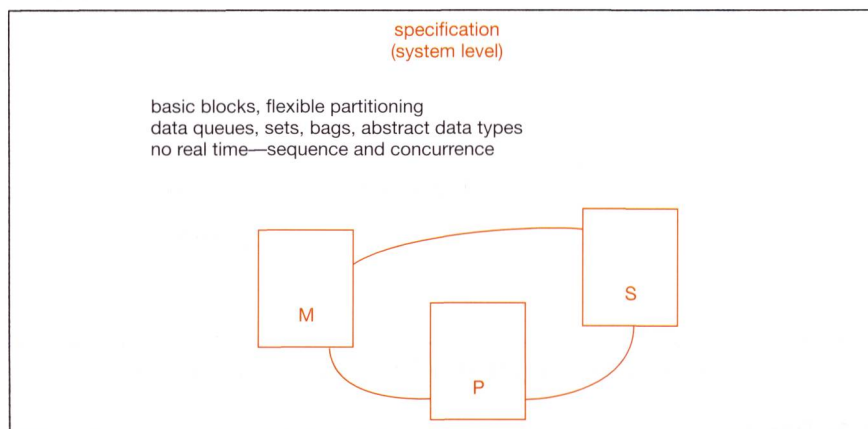 specification
(system level)
basic blocks, flexible partitioning
data queues, sets, bags, abstract data types
no real time—sequence and concurrence
M
S
P